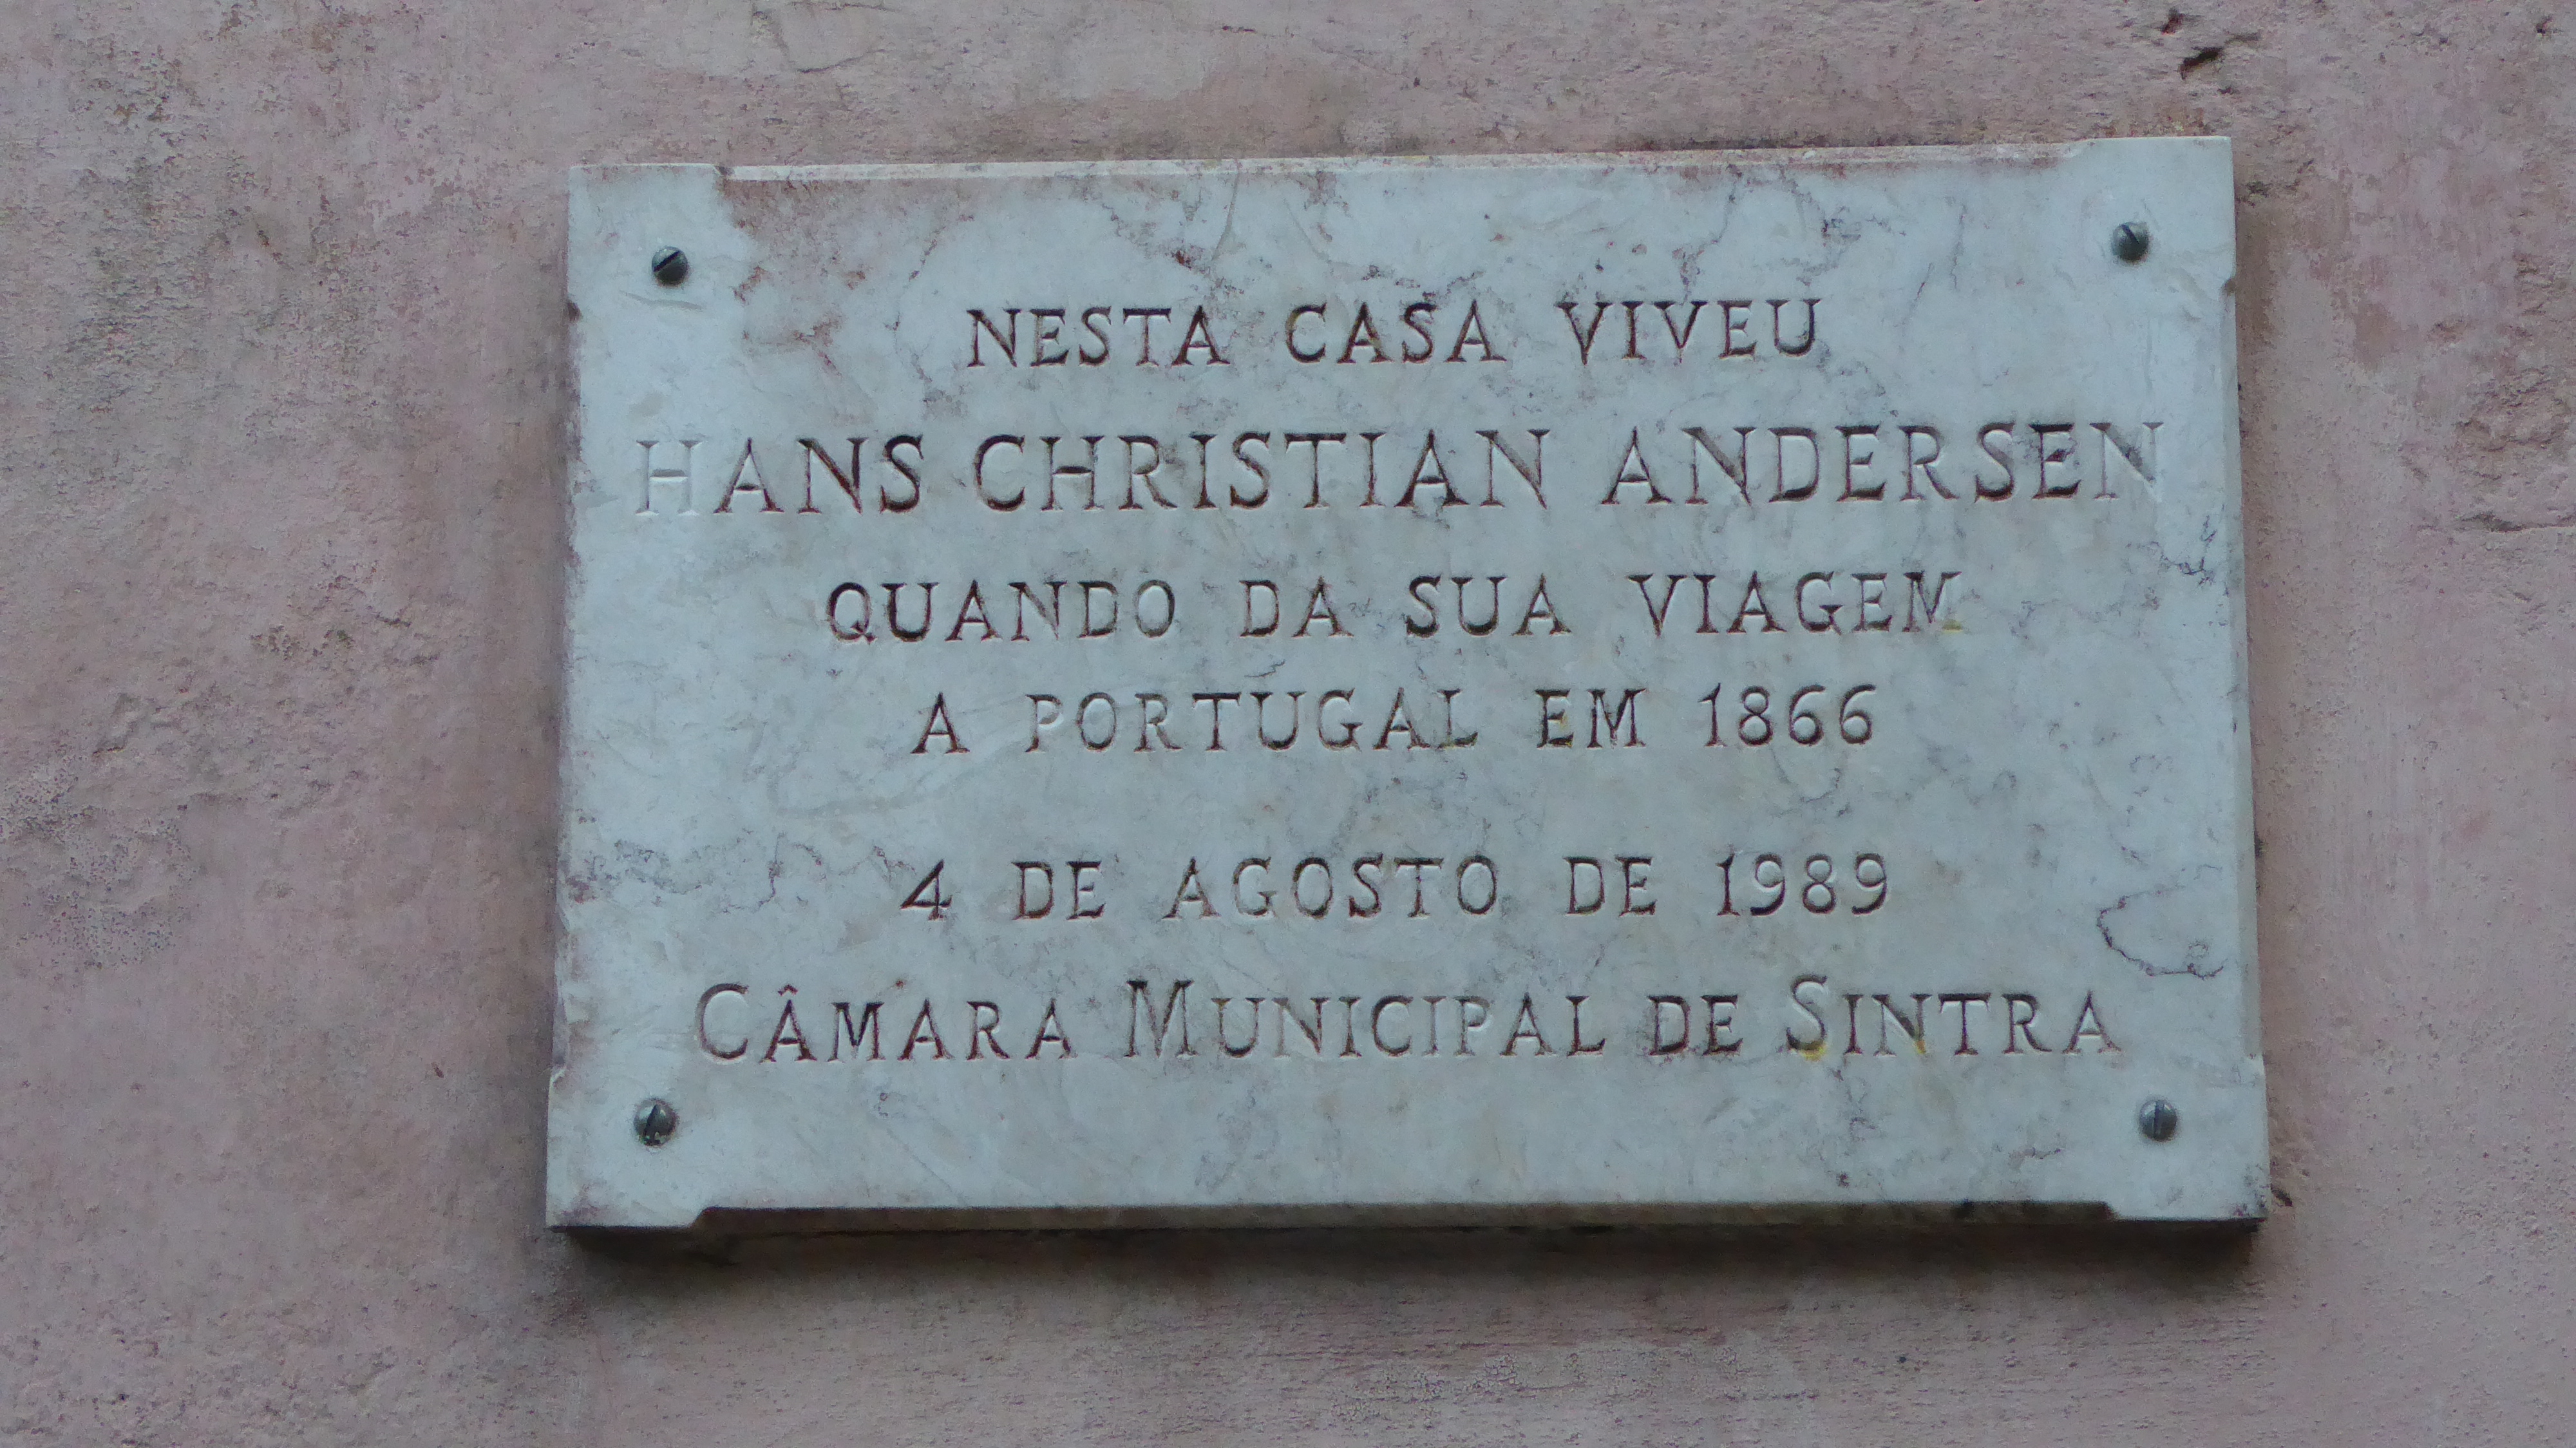 NESTA CASA VIVEU
HANS CHRISTIAN ANDERSEN
QUANDO DA SUA VIAGEM
A PORTUGAL EM 1866
4 DE AGOSTO DE 1989
CÂMARA MUNICIPAL DE SINTRA